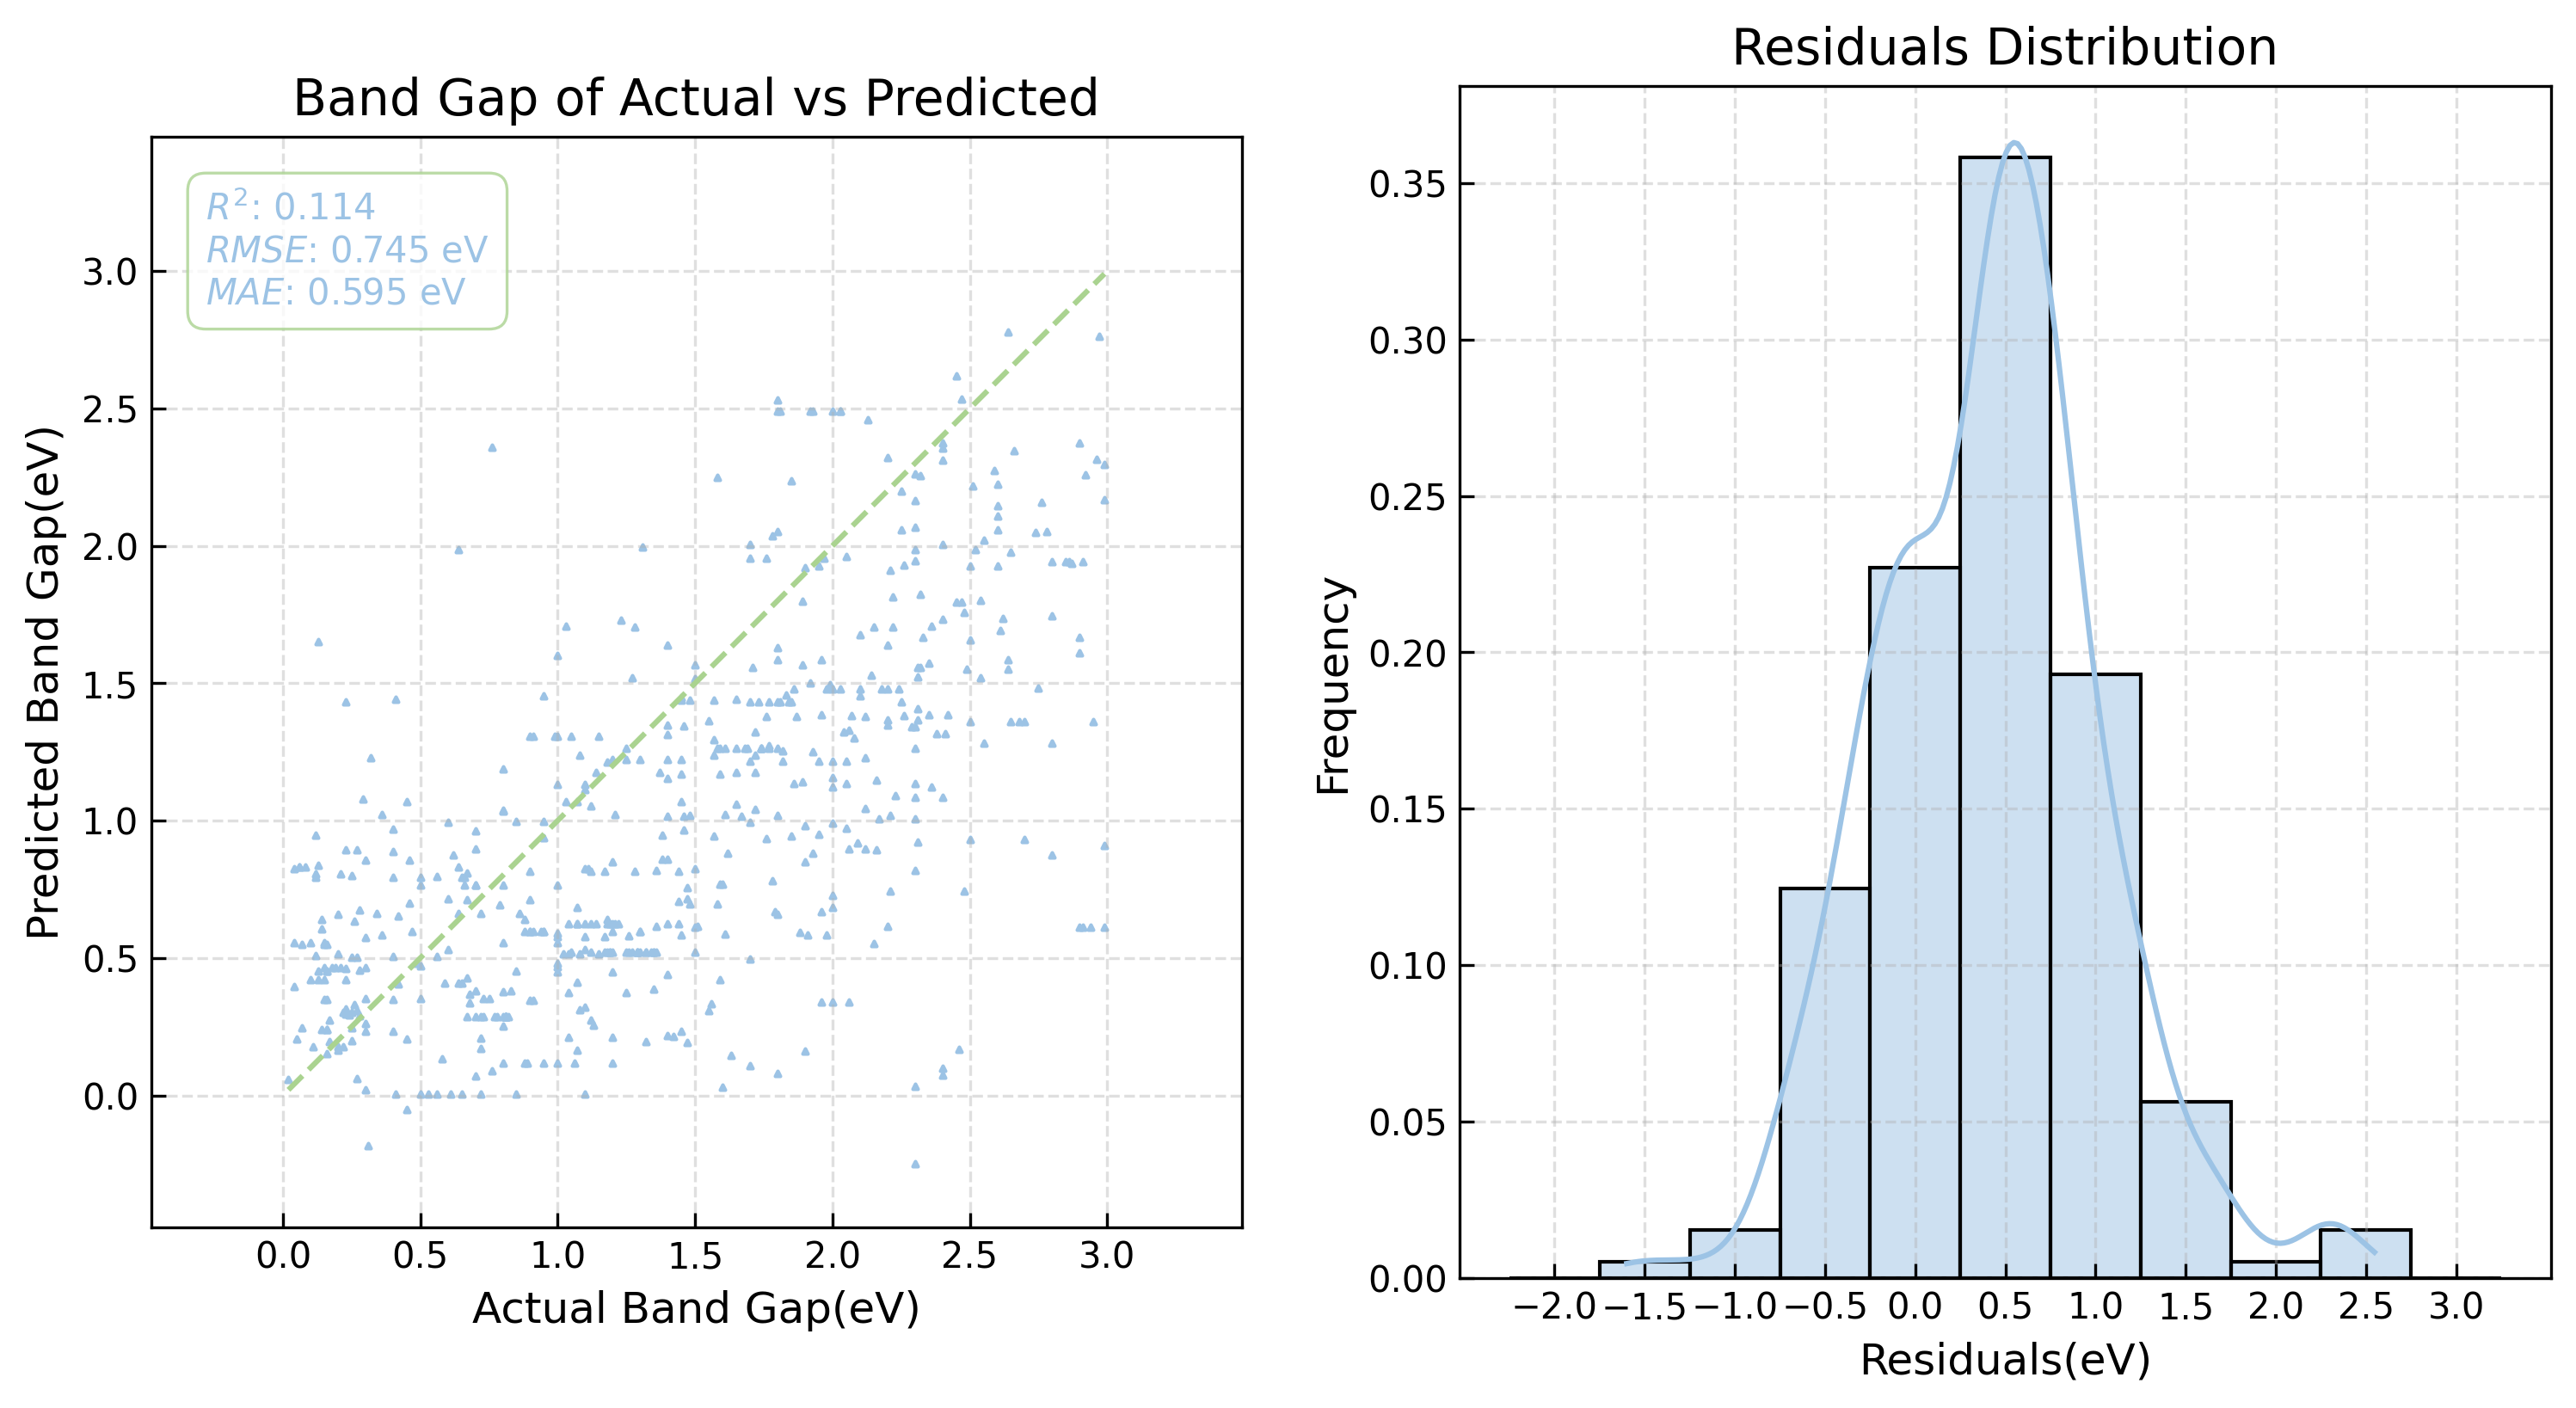 Band Gap of Actual vs Predicted
R²: 0.114
RMSE: 0.745 eV
MAE: 0.595 eV
Predicted Band Gap(eV)
3.0
2.5
2.0
1.5
1.0
0.5
0.0
0.0 0.5 1.0 1.5 2.0 2.5 3.0
Actual Band Gap(eV)
Residuals Distribution
Frequency
0.35
0.30
0.25
0.20
0.15
0.10
0.05
0.00
−2.0 −1.5 −1.0 −0.5 0.0 0.5 1.0 1.5 2.0 2.5 3.0
Residuals(eV)